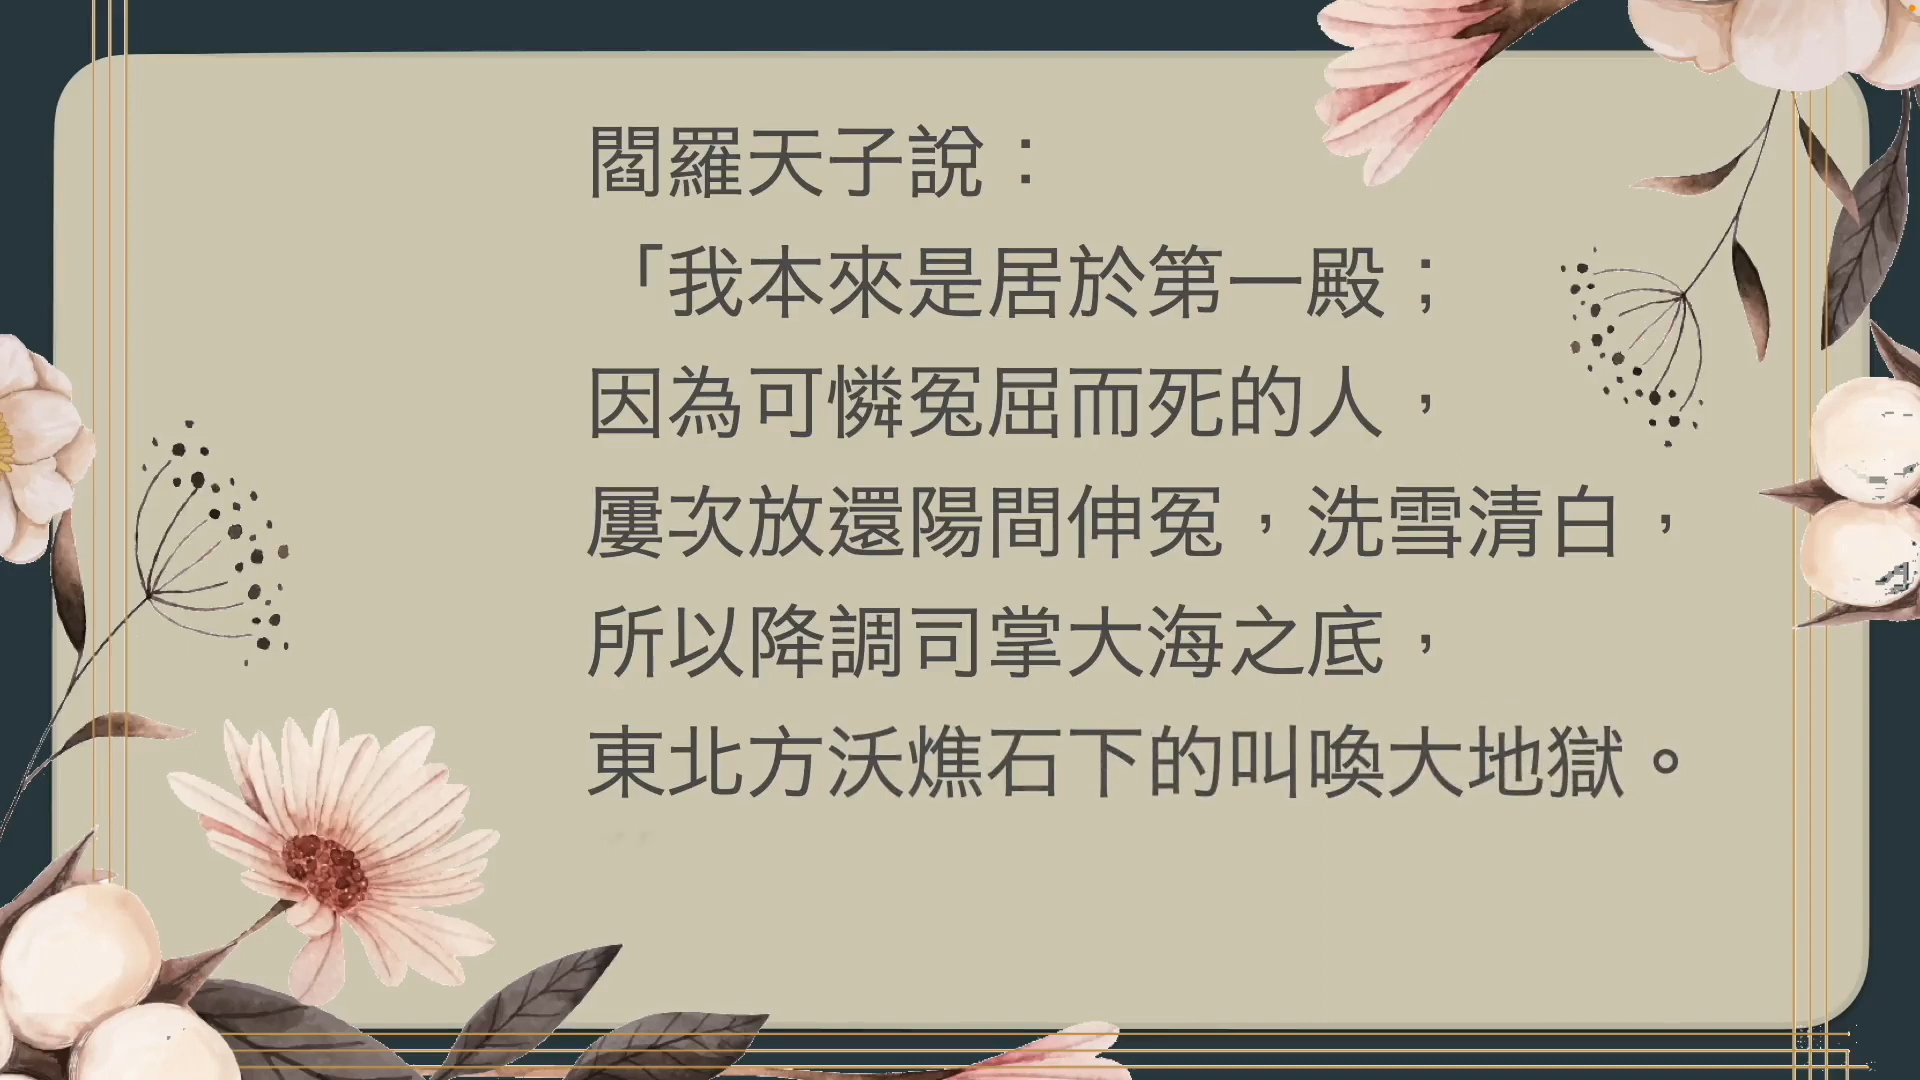 閻羅天子說：
「我本來是居於第一殿；
因為可憐冤屈而死的人，
屢次放還陽間伸冤，洗雪清白，
所以降調司掌大海之底，
東北方沃燋石下的叫喚大地獄。